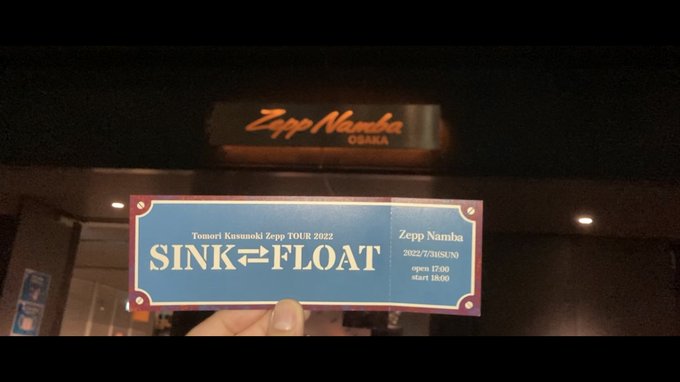 Zepp Namba
OSAKA
Tomori Kusunoki Zepp TOUR 2022
SINK⇄FLOAT
Zepp Namba
2022/7/31(SUN)
open 17:00
start 18:00